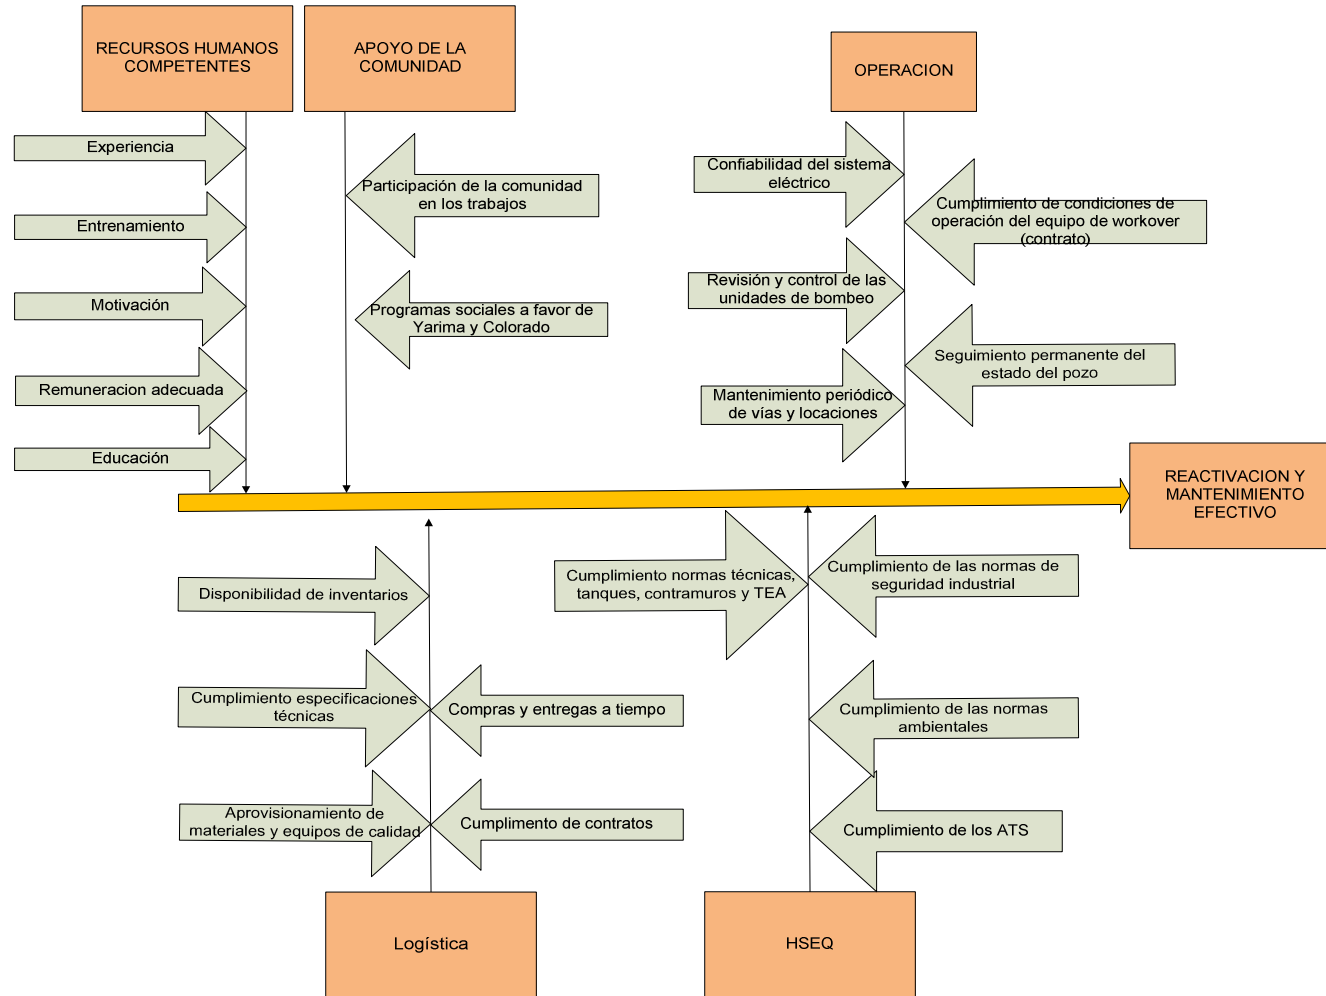 RECURSOS HUMANOS
COMPETENTES
APOYO DE LA
COMUNIDAD
OPERACION
Experiencia
Entrenamiento
Motivación
Remuneracion adecuada
Educación
Participación de la comunidad
en los trabajos
Programas sociales a favor de
Yarima y Colorado
Confiabilidad del sistema
eléctrico
Revisión y control de las
unidades de bombeo
Mantenimiento periódico
de vías y locaciones
Cumplimiento de condiciones de
operación del equipo de workover
(contrato)
Seguimiento permanente del
estado del pozo
REACTIVACION Y
MANTENIMIENTO
EFECTIVO
Disponibilidad de inventarios
Cumplimiento especificaciones
técnicas
Aprovisionamiento de
materiales y equipos de calidad
Compras y entregas a tiempo
Cumplimento de contratos
Cumplimiento normas técnicas,
tanques, contramuros y TEA
Cumplimiento de las normas de
seguridad industrial
Cumplimiento de las normas
ambientales
Cumplimiento de los ATS
Logística
HSEQ